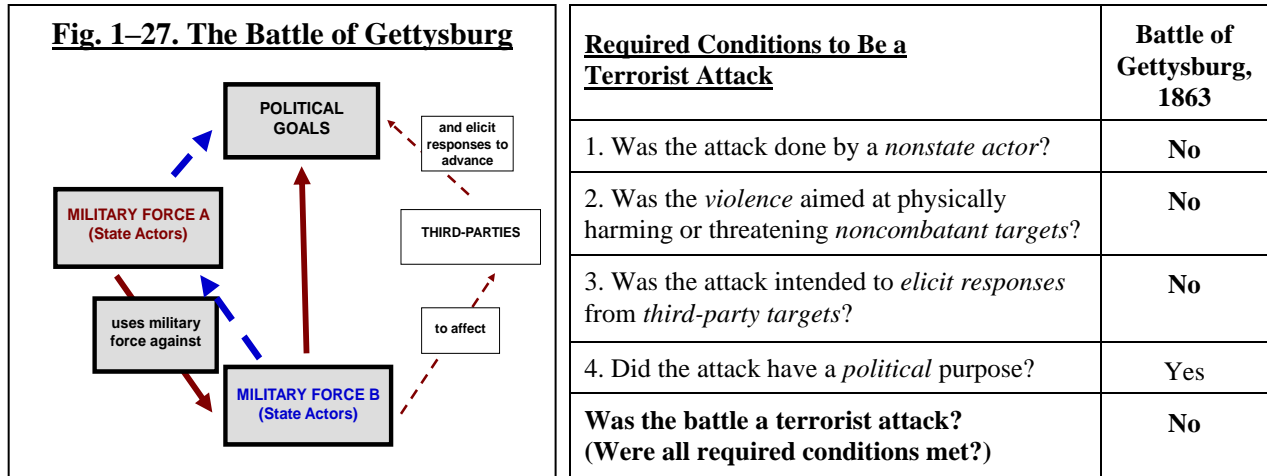 Fig. 1–27. The Battle of Gettysburg
POLITICAL
GOALS
and elicit
responses to
advance
MILITARY FORCE A
(State Actors)
THIRD-PARTIES
uses military
force against
to affect
MILITARY FORCE B
(State Actors)
Required Conditions to Be a
Terrorist Attack
Battle of
Gettysburg,
1863
1. Was the attack done by a nonstate actor?
No
2. Was the violence aimed at physically
harming or threatening noncombatant targets?
No
3. Was the attack intended to elicit responses
from third-party targets?
No
4. Did the attack have a political purpose?
Yes
Was the battle a terrorist attack?
(Were all required conditions met?)
No